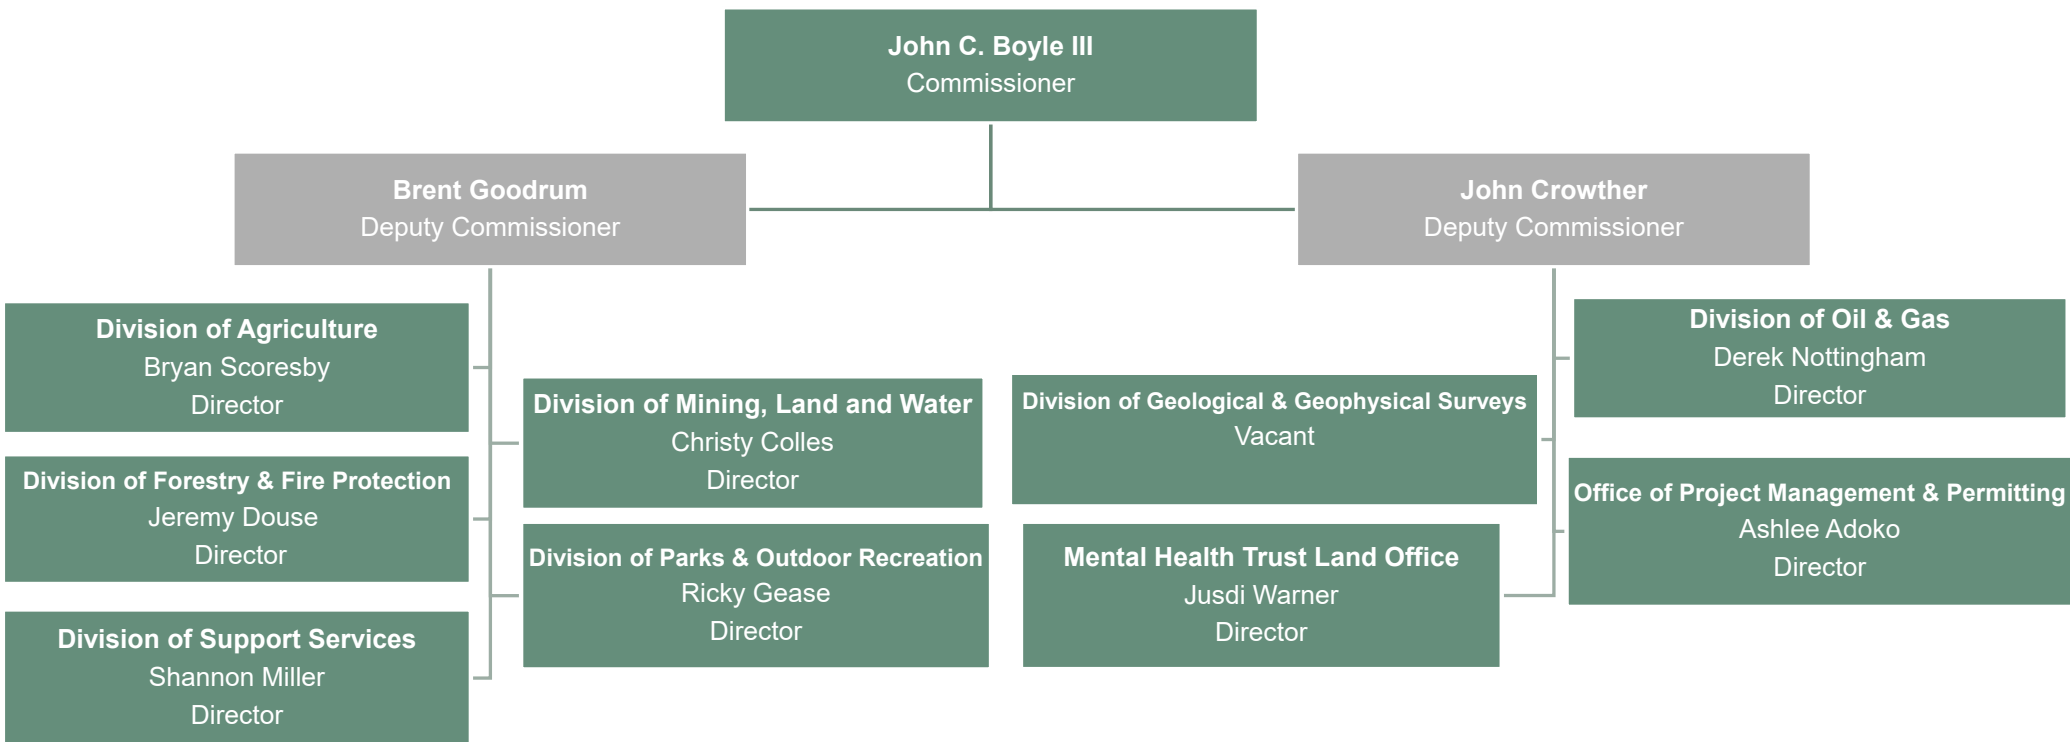 John C. Boyle III
Commissioner
Brent Goodrum
Deputy Commissioner
John Crowther
Deputy Commissioner
Division of Agriculture
Bryan Scoresby
Director
Division of Forestry & Fire Protection
Jeremy Douse
Director
Division of Support Services
Shannon Miller
Director
Division of Mining, Land and Water
Christy Colles
Director
Division of Parks & Outdoor Recreation
Ricky Gease
Director
Division of Geological & Geophysical Surveys
Vacant
Mental Health Trust Land Office
Jusdi Warner
Director
Division of Oil & Gas
Derek Nottingham
Director
Office of Project Management & Permitting
Ashlee Adoko
Director